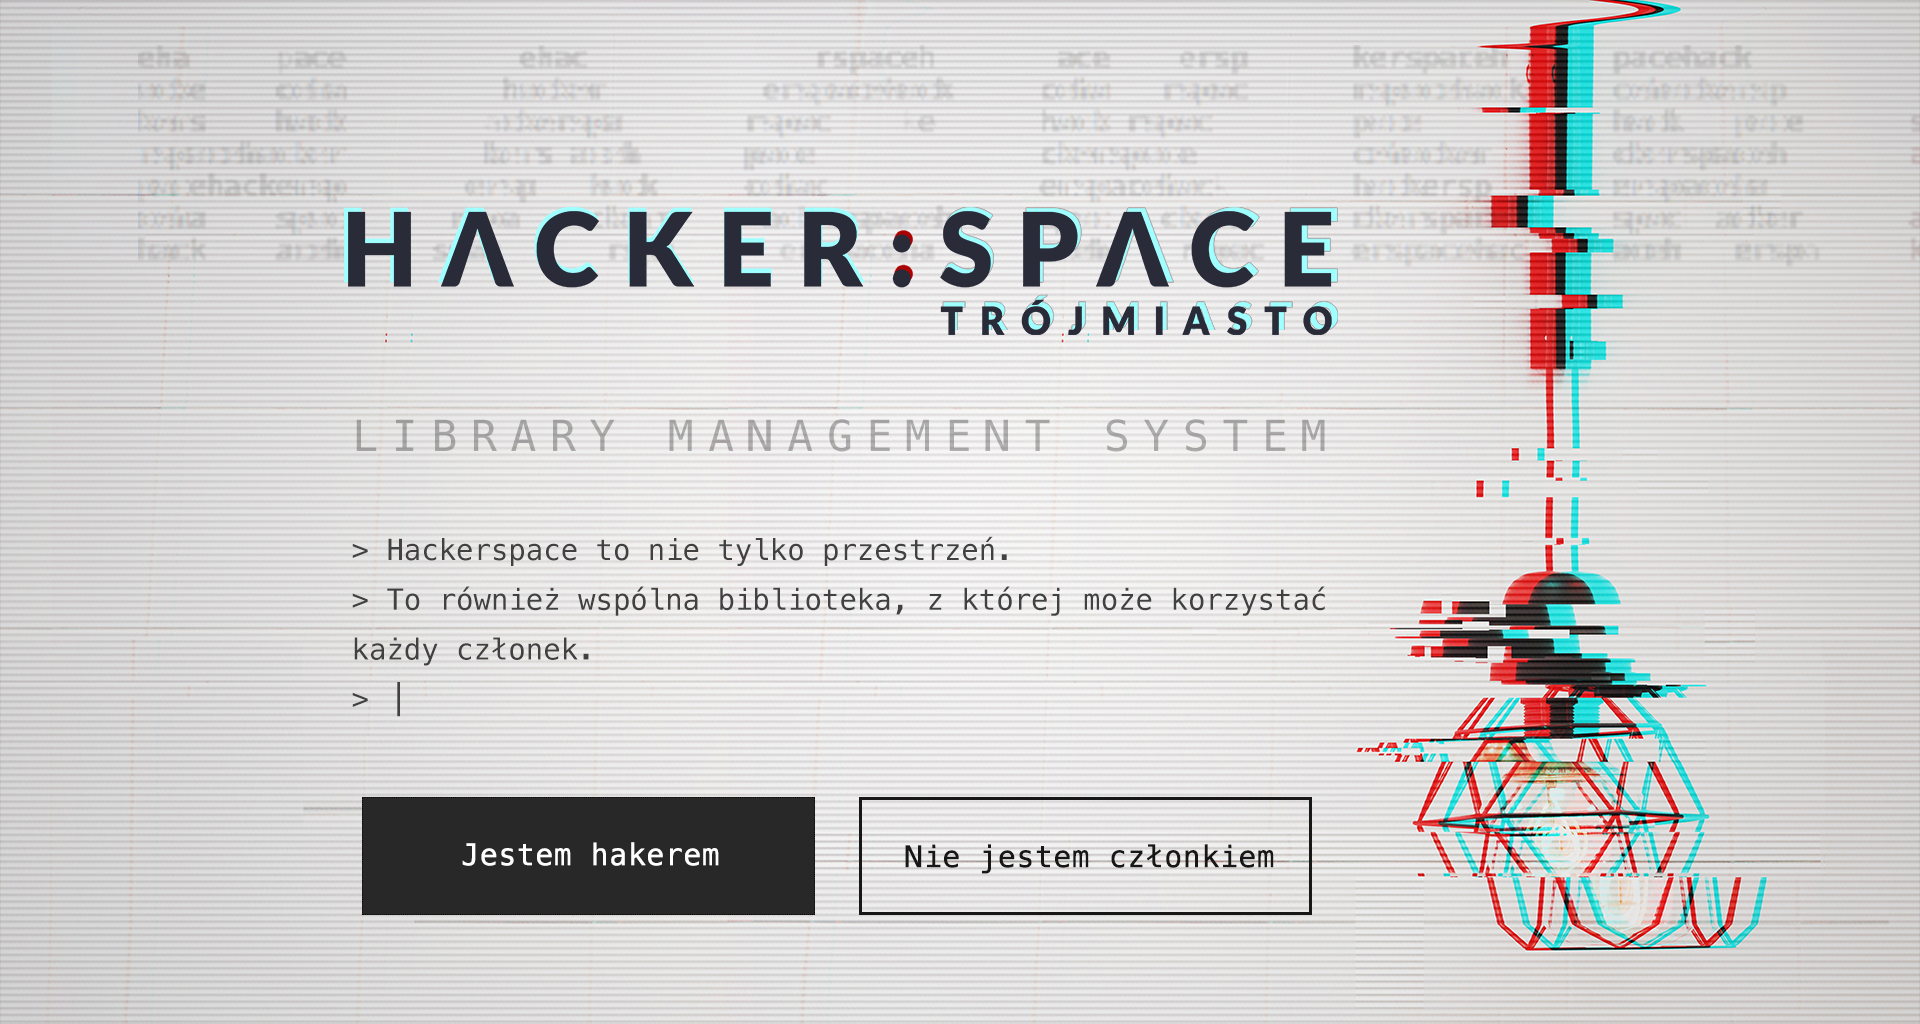 HACKER:SPACE
TRÓJMIASTO
LIBRARY MANAGEMENT SYSTEM
> Hackerspace to nie tylko przestrzeń.
> To również wspólna biblioteka, z której może korzystać
każdy członek.
> |
Jestem hakerem
Nie jestem członkiem